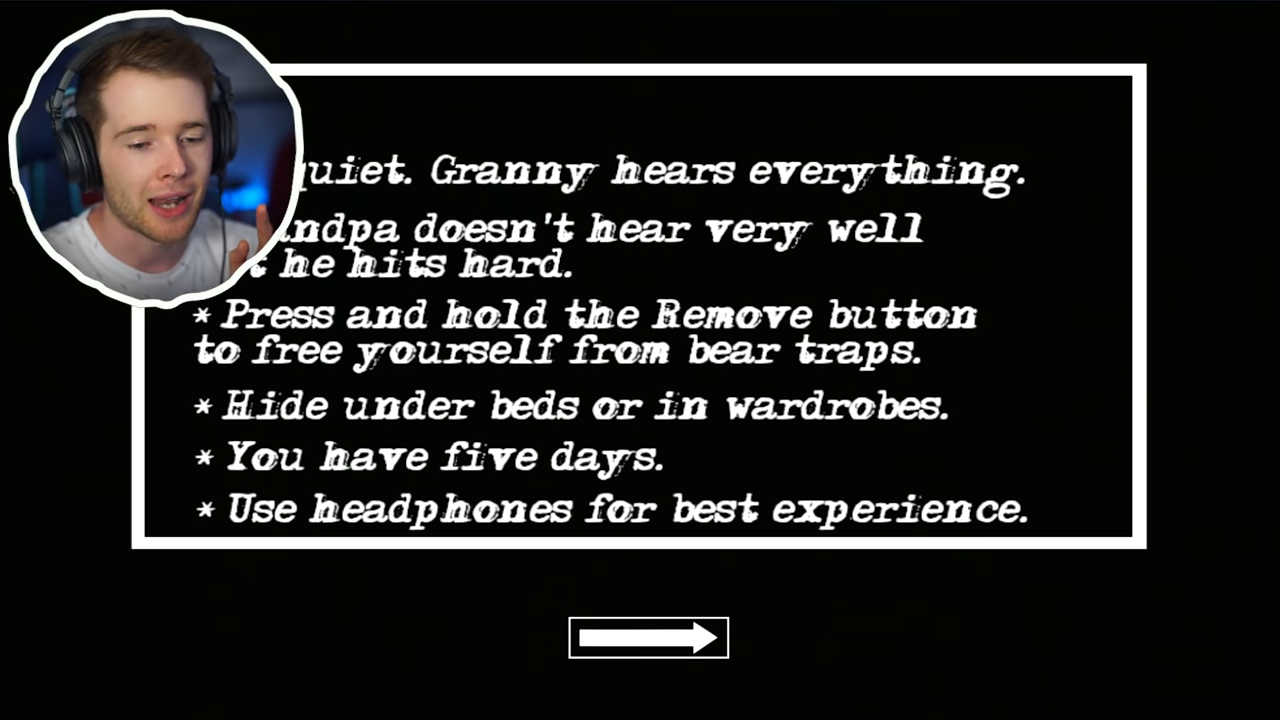 quiet. Granny hears everything.
doesn't hear very well
he hits hard.
* Press and hold the Remove button
to free yourself from bear traps.
* Hide under beds or in wardrobes.
* You have five days.
* Use headphones for best experience.